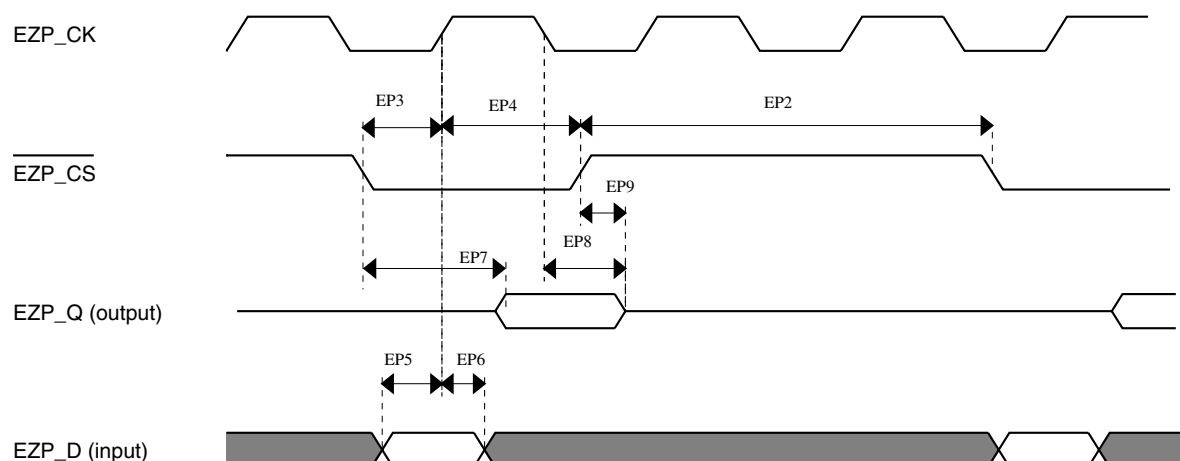 EZP_CK
EP3
EP4
EP2
EZP_CS
EP9
EP8
EP7
EZP_Q (output)
EP5
EP6
EZP_D (input)